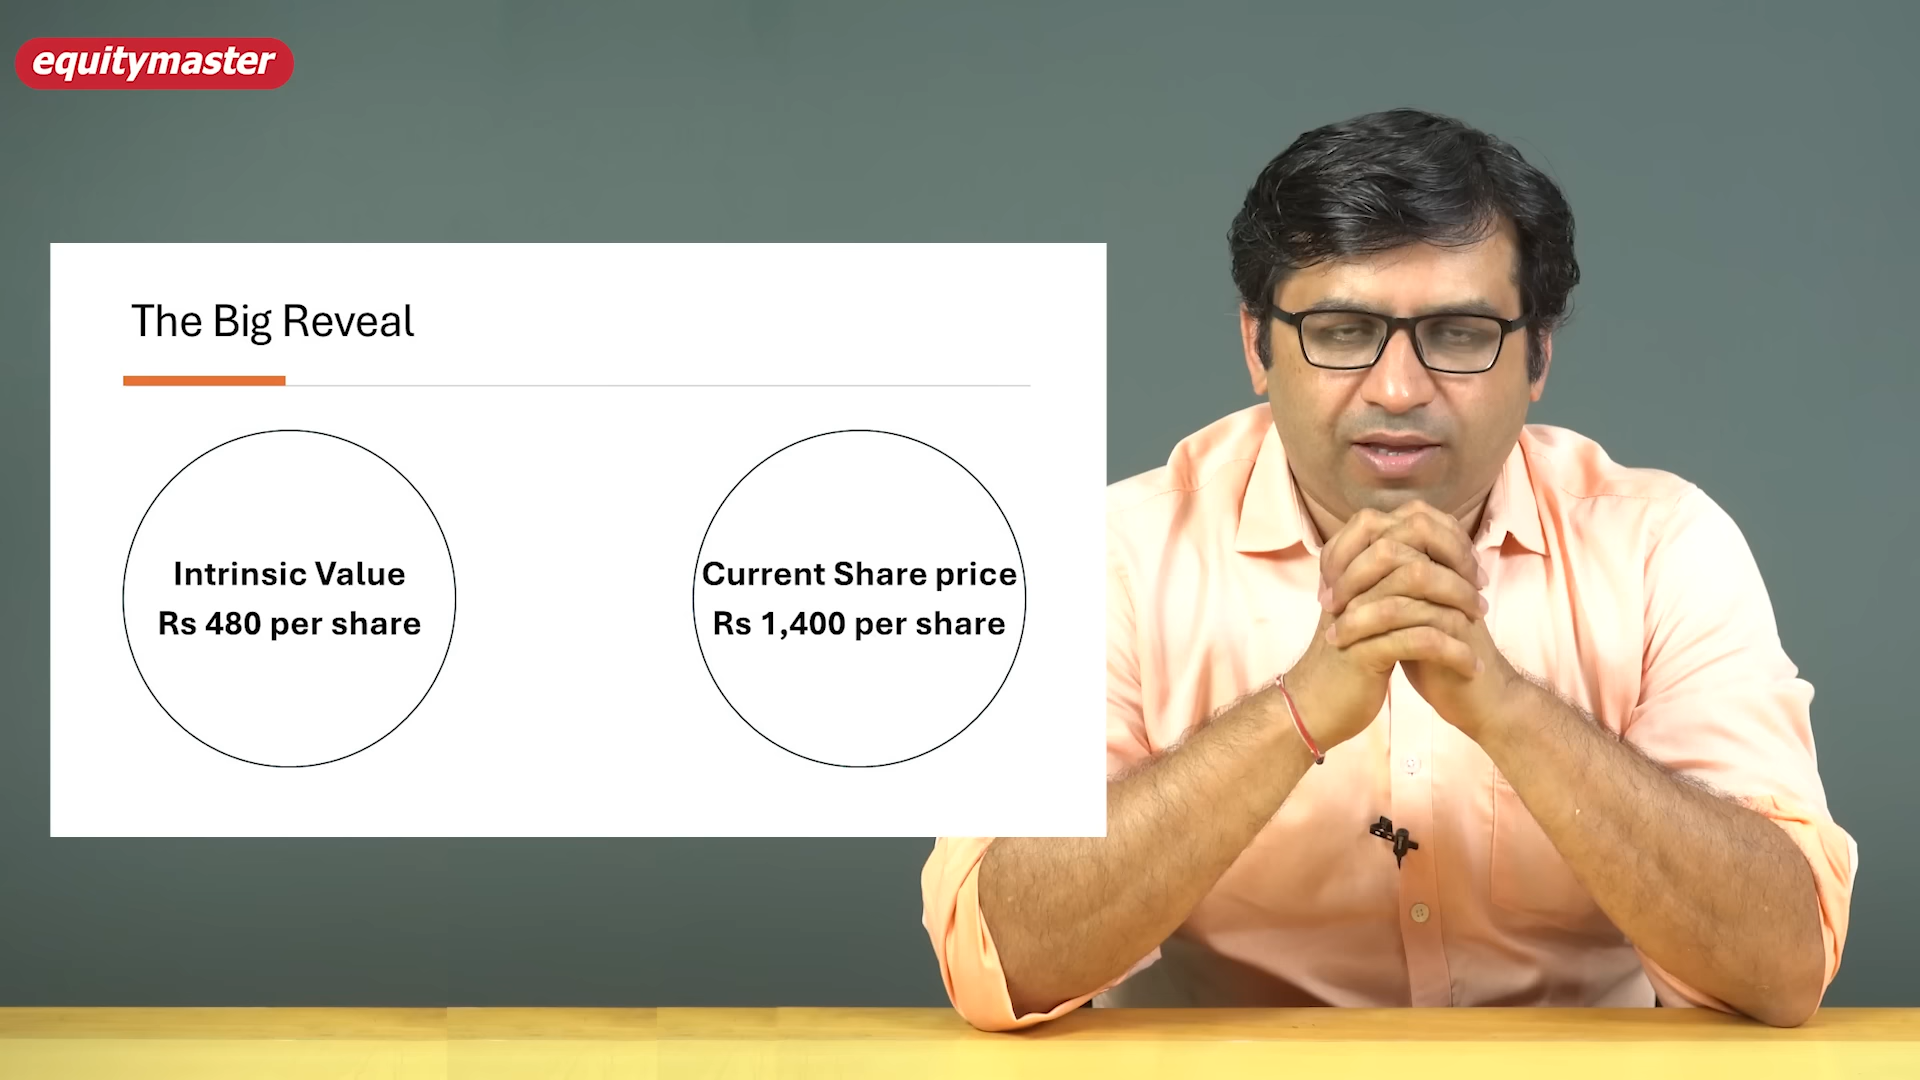 equitymaster
The Big Reveal
Intrinsic Value
Rs 480 per share
Current Share price
Rs 1,400 per share